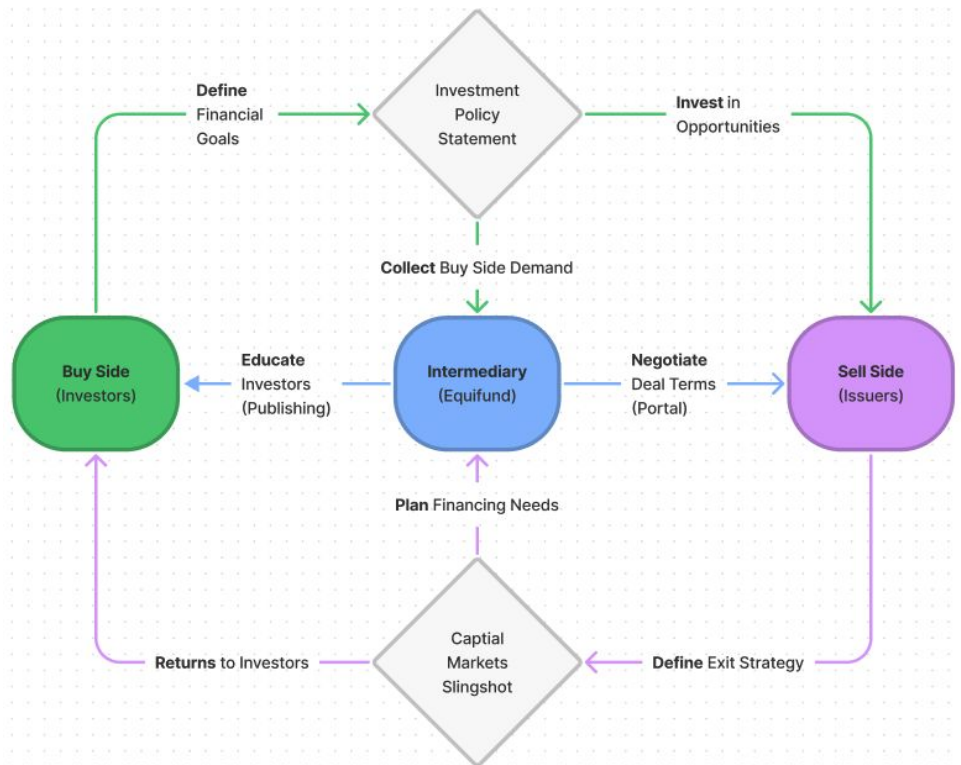 Define
Financial
Goals
Investment
Policy
Statement
Invest in
Opportunities
Collect Buy Side Demand
Buy Side
(Investors)
Educate
Investors
(Publishing)
Intermediary
(Equifund)
Negotiate
Deal Terms
(Portal)
Sell Side
(Issuers)
Plan Financing Needs
Returns to Investors
Captial
Markets
Slingshot
Define Exit Strategy